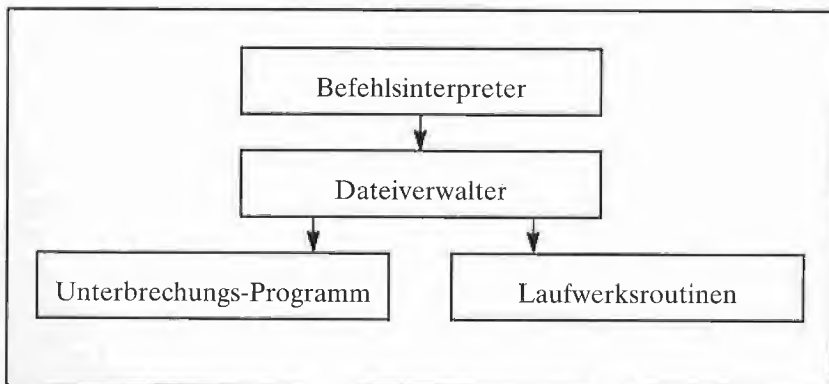 Befehlsinterpreter
Dateiverwalter
Unterbrechungs-Programm
Laufwerksroutinen